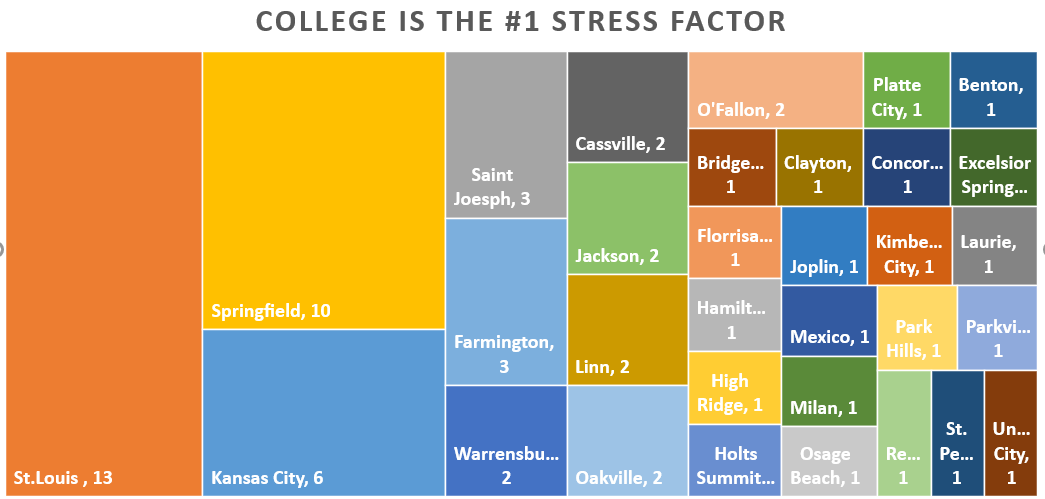 COLLEGE IS THE #1 STRESS FACTOR
St.Louis , 13
Springfield, 10
Kansas City, 6
Saint
Joesph, 3
Farmington,
3
Warrensbu...
2
Cassville, 2
Jackson, 2
Linn, 2
Oakville, 2
O'Fallon, 2
Platte
City, 1
Benton,
1
Bridge...
1
Clayton,
1
Concor...
1
Excelsior
Spring...
Florrisa...
1
Joplin, 1
Kimbe...
City, 1
Laurie,
1
Hamilt...
1
Mexico, 1
Park
Hills, 1
Parkvi...
1
High
Ridge, 1
Milan, 1
Holts
Summit...
Osage
Beach, 1
Re...
1
St.
Pe...
1
Un...
City,
1